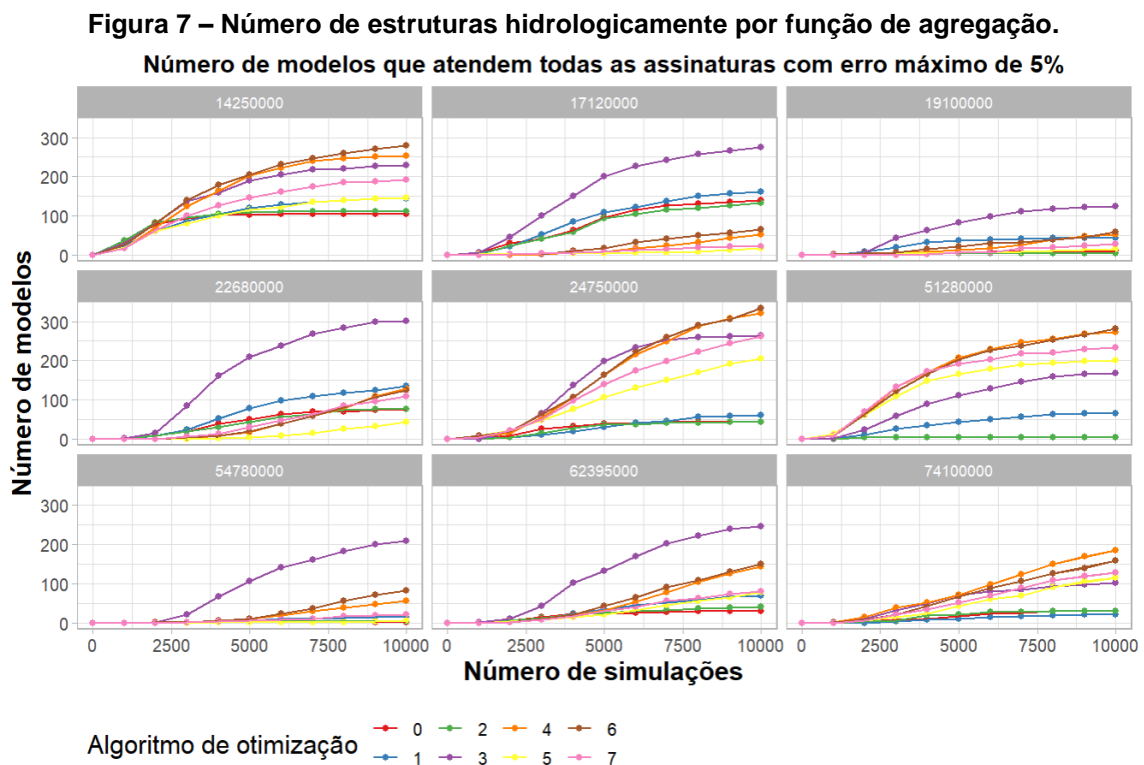 Figura 7 – Número de estruturas hidrologicamente por função de agregação.
Número de modelos que atendem todas as assinaturas com erro máximo de 5%
14250000 17120000 19100000
300
200
100
0
22680000 24750000 51280000
300
200
100
0
54780000 62395000 74100000
300
200
100
0
Número de modelos
0 2500 5000 7500 10000 0 2500 5000 7500 10000 0 2500 5000 7500 10000
Número de simulações
Algoritmo de otimização
0 2 4 6
1 3 5 7